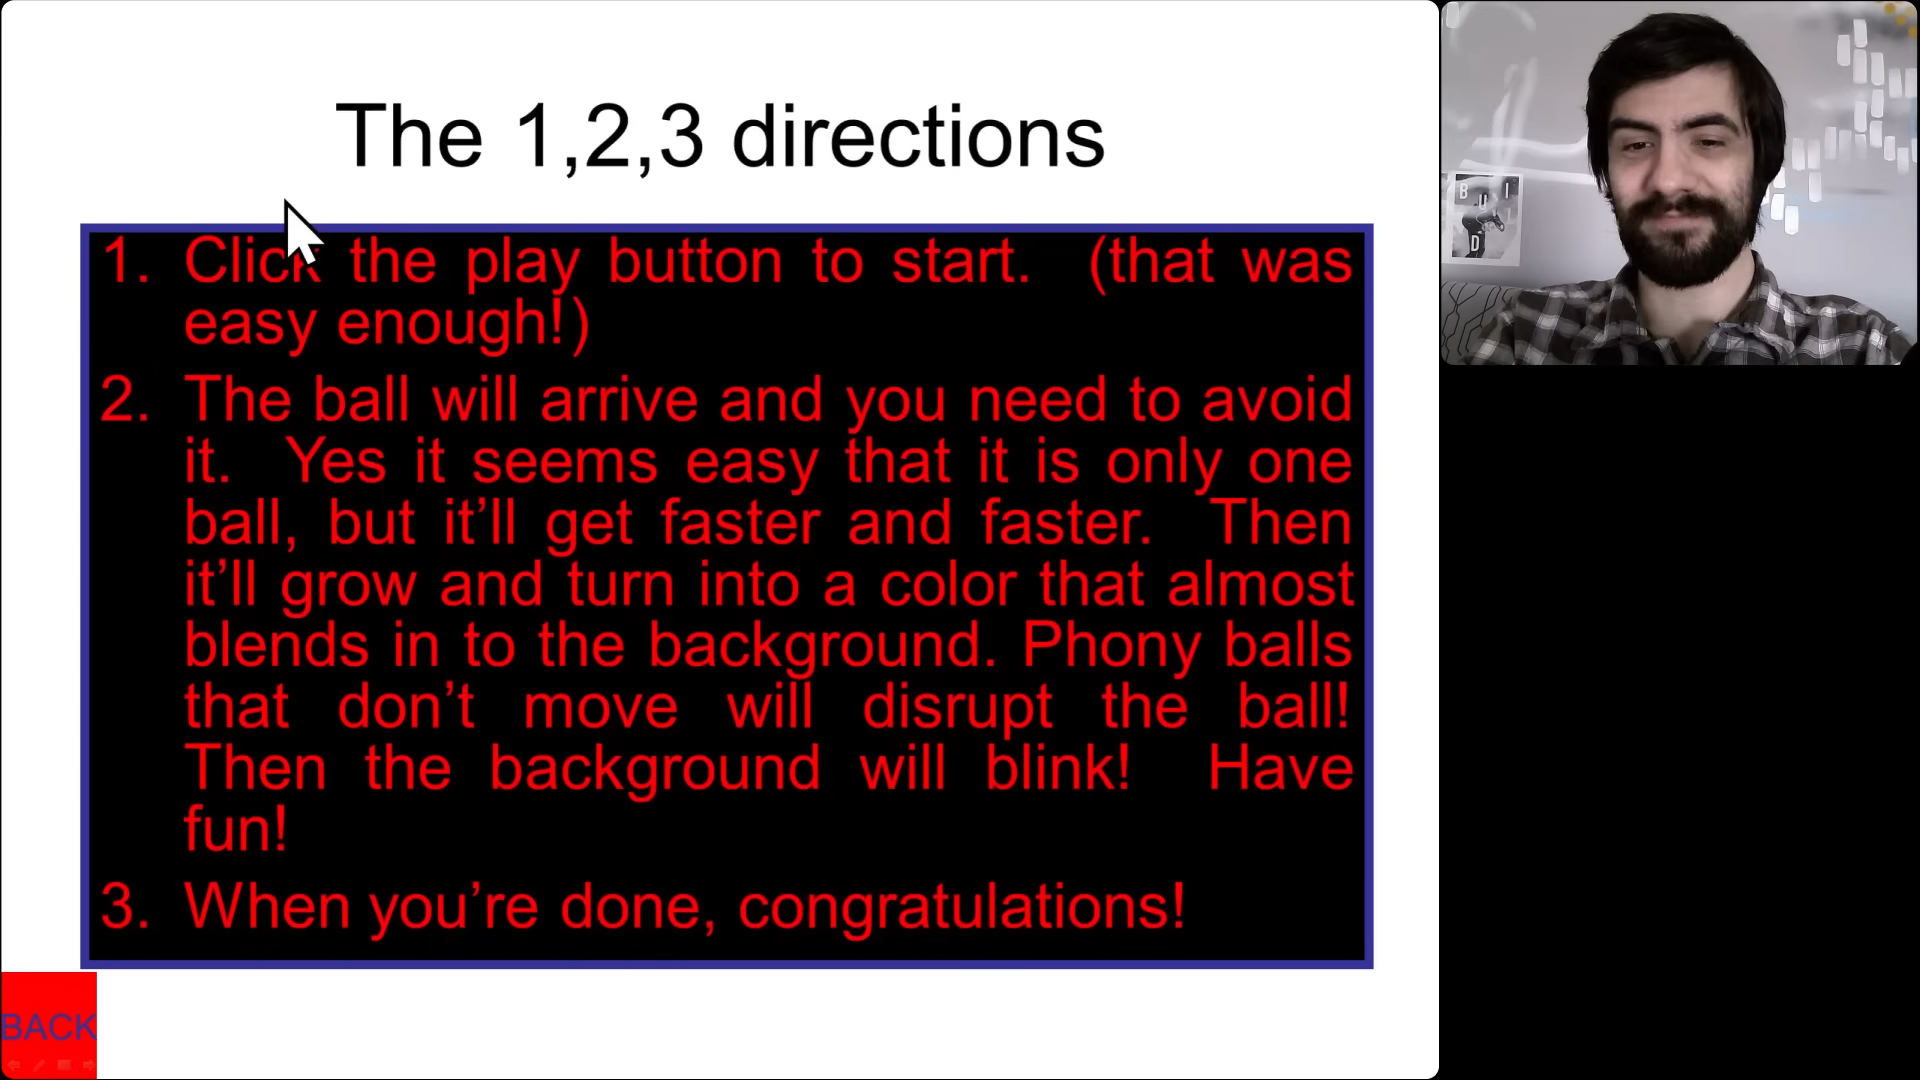 The 1,2,3 directions
1. Click the play button to start.  (that was
easy enough!)
2. The ball will arrive and you need to avoid
it.  Yes it seems easy that it is only one
ball, but it’ll get faster and faster.  Then
it’ll grow and turn into a color that almost
blends in to the background. Phony balls
that don’t move will disrupt the ball!
Then the background will blink!  Have
fun!
3. When you’re done, congratulations!
BACK
B U I
D